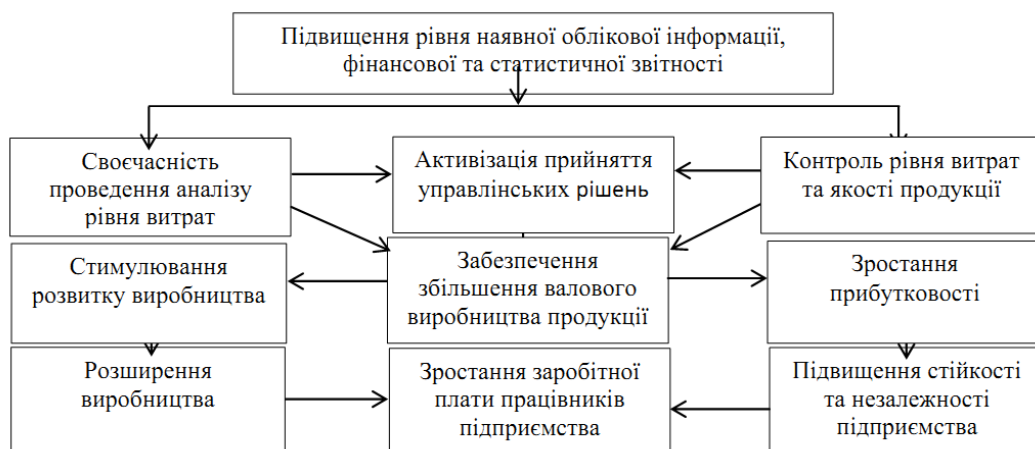 Підвищення рівня наявної облікової інформації,
фінансової та статистичної звітності
Своєчасність
проведення аналізу
рівня витрат
Активізація прийняття
управлінських рішень
Контроль рівня витрат
та якості продукції
Стимулювання
розвитку виробництва
Забезпечення
збільшення валового
виробництва продукції
Зростання
прибутковості
Розширення
виробництва
Зростання заробітної
плати працівників
підприємства
Підвищення стійкості
та незалежності
підприємства